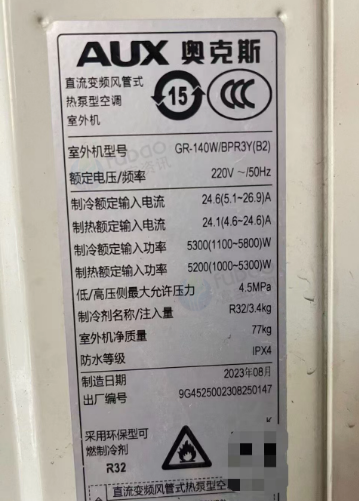 AUX 奥克斯
直流变频风管式
热泵型空调
室外机
15
CCC
室外机型号 GR-140W/BPR3Y(B2)
额定电压/频率 220V ~/50Hz
制冷额定输入电流 24.6(5.1~26.9)A
制热额定输入电流 24.1(4.6~24.6)A
制冷额定输入功率 5300(1100~5800)W
制热额定输入功率 5200(1000~5300)W
低/高压侧最大允许压力 4.5MPa
制冷剂名称/注入量 R32/3.4kg
室外机净质量 77kg
防水等级 IPX4
制造日期 2023年08月
出厂编号 9G4525002308250147
采用环保型可
燃制冷剂
R32
直流变频风管式热泵型空